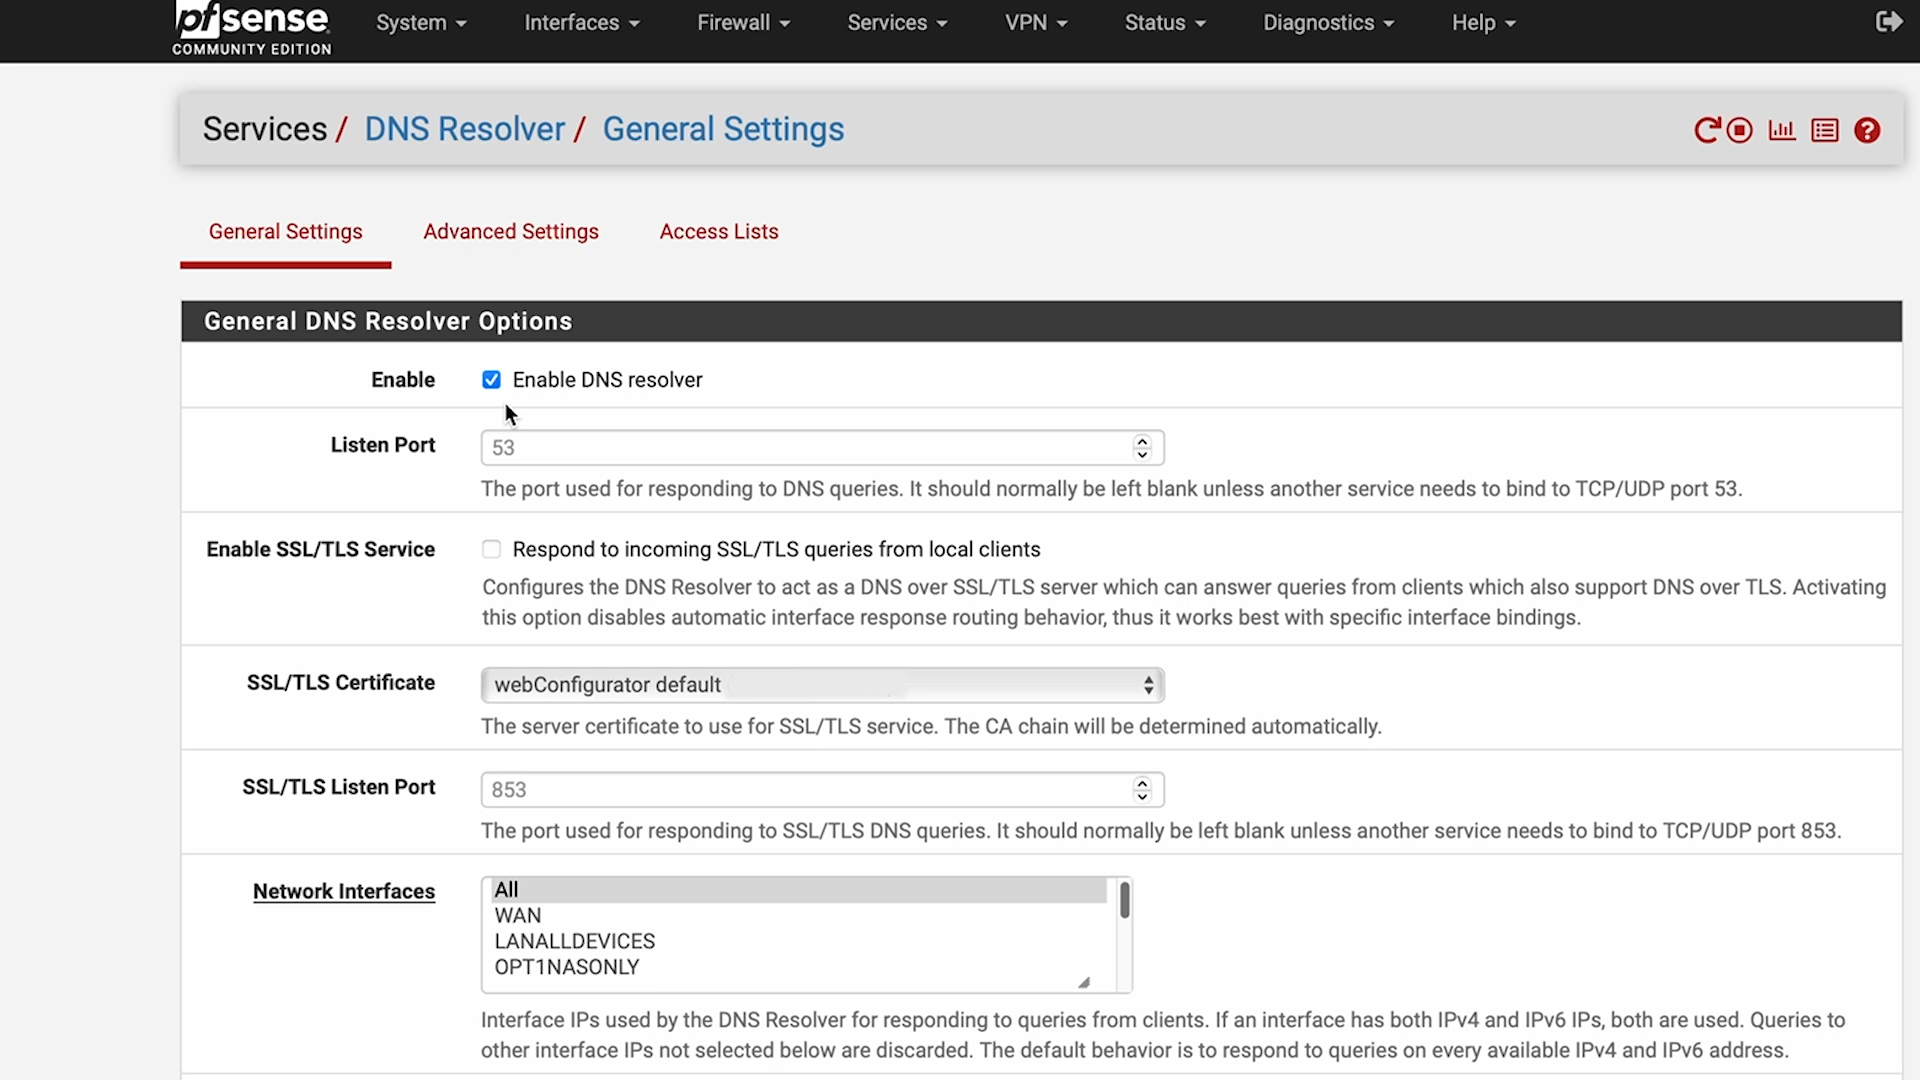 pfsense
COMMUNITY EDITION
System
Interfaces
Firewall
Services
VPN
Status
Diagnostics
Help
Services / DNS Resolver / General Settings
General Settings
Advanced Settings
Access Lists
General DNS Resolver Options
Enable
Enable DNS resolver
Listen Port
53
The port used for responding to DNS queries. It should normally be left blank unless another service needs to bind to TCP/UDP port 53.
Enable SSL/TLS Service
Respond to incoming SSL/TLS queries from local clients
Configures the DNS Resolver to act as a DNS over SSL/TLS server which can answer queries from clients which also support DNS over TLS. Activating
this option disables automatic interface response routing behavior, thus it works best with specific interface bindings.
SSL/TLS Certificate
webConfigurator default
The server certificate to use for SSL/TLS service. The CA chain will be determined automatically.
SSL/TLS Listen Port
853
The port used for responding to SSL/TLS DNS queries. It should normally be left blank unless another service needs to bind to TCP/UDP port 853.
Network Interfaces
All
WAN
LANALLDEVICES
OPT1NASONLY
Interface IPs used by the DNS Resolver for responding to queries from clients. If an interface has both IPv4 and IPv6 IPs, both are used. Queries to
other interface IPs not selected below are discarded. The default behavior is to respond to queries on every available IPv4 and IPv6 address.